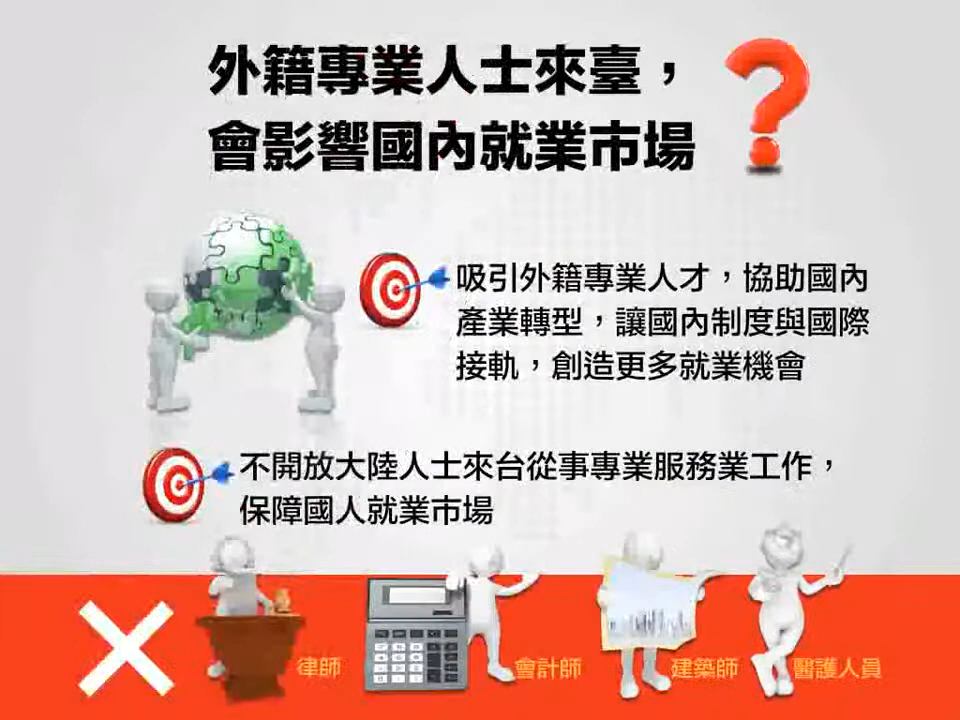 外籍專業人士來臺，
會影響國內就業市場
?
吸引外籍專業人才，協助國內
產業轉型，讓國內制度與國際
接軌，創造更多就業機會
不開放大陸人士來台從事專業服務業工作，
保障國人就業市場
律師
會計師
建築師
醫護人員